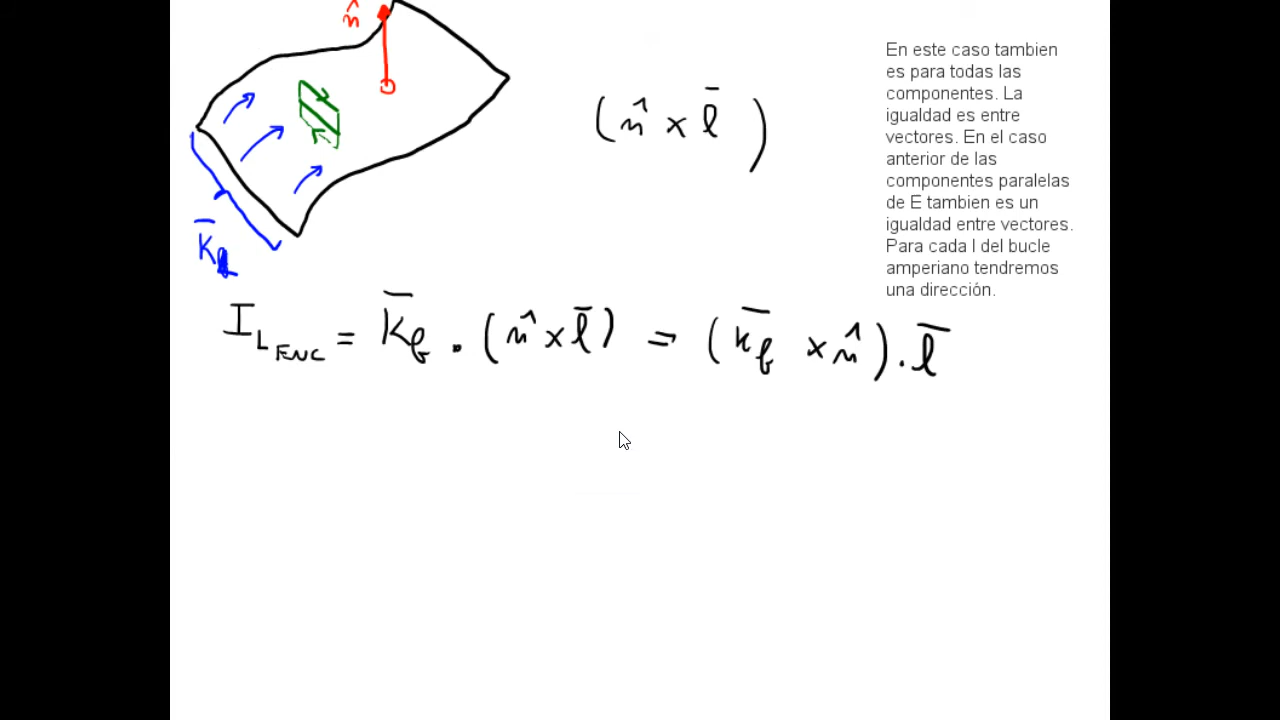 n̂
(n̂ x l̄)
K̄f
I L ENC = K̄f . (n̂ x l̄) = (K̄f x n̂) . l̄
En este caso tambien
es para todas las
componentes. La
igualdad es entre
vectores. En el caso
anterior de las
componentes paralelas
de E tambien es un
igualdad entre vectores.
Para cada l del bucle
amperiano tendremos
una dirección.